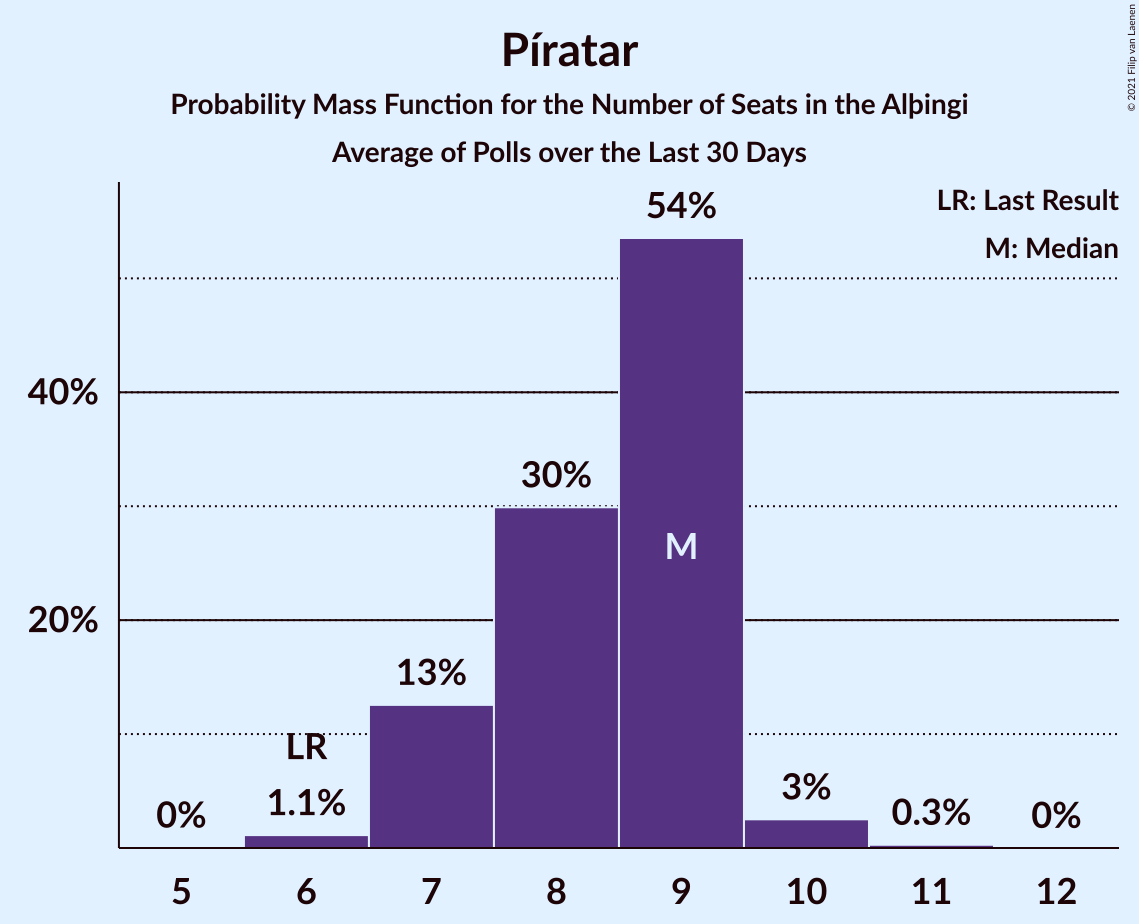 Píratar
Probability Mass Function for the Number of Seats in the Alþingi
Average of Polls over the Last 30 Days
© 2021 Filip van Laenen
LR: Last Result
M: Median
54%
40%
30%
M
20%
13%
LR
0%
1.1%
3%
0.3%
0%
5 6 7 8 9 10 11 12